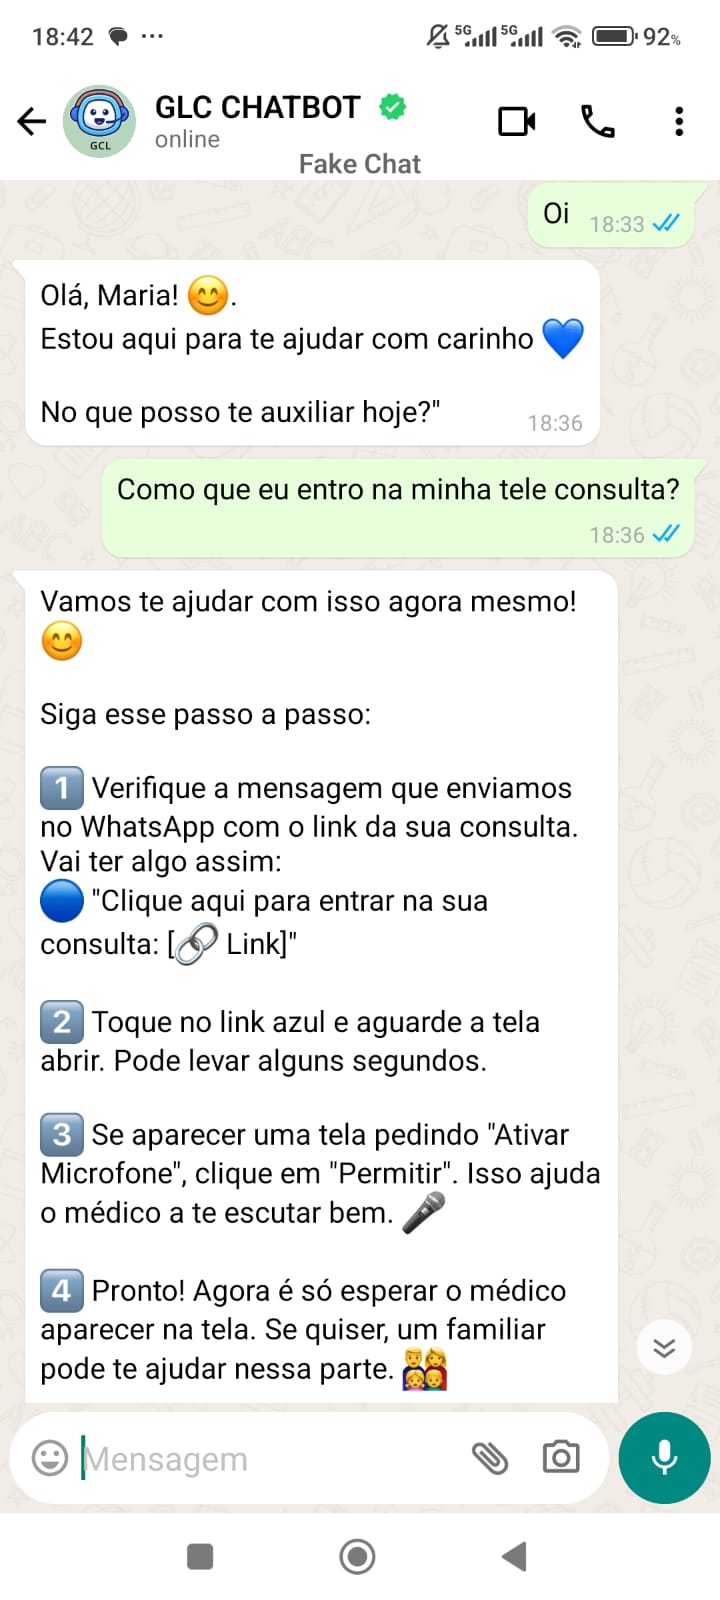 18:42
5G 5G 92%
GLC CHATBOT
online
GCL
Fake Chat
Oi 18:33
Olá, Maria! 😊.
Estou aqui para te ajudar com carinho 💙
No que posso te auxiliar hoje?" 18:36
Como que eu entro na minha tele consulta?
18:36
Vamos te ajudar com isso agora mesmo!
😊
Siga esse passo a passo:
1️⃣ Verifique a mensagem que enviamos
no WhatsApp com o link da sua consulta.
Vai ter algo assim:
🔵 "Clique aqui para entrar na sua
consulta: [🔗 Link]"
2️⃣ Toque no link azul e aguarde a tela
abrir. Pode levar alguns segundos.
3️⃣ Se aparecer uma tela pedindo "Ativar
Microfone", clique em "Permitir". Isso ajuda
o médico a te escutar bem. 🎤
4️⃣ Pronto! Agora é só esperar o médico
aparecer na tela. Se quiser, um familiar
pode te ajudar nessa parte. 👨‍👩‍👧‍👦
Mensagem